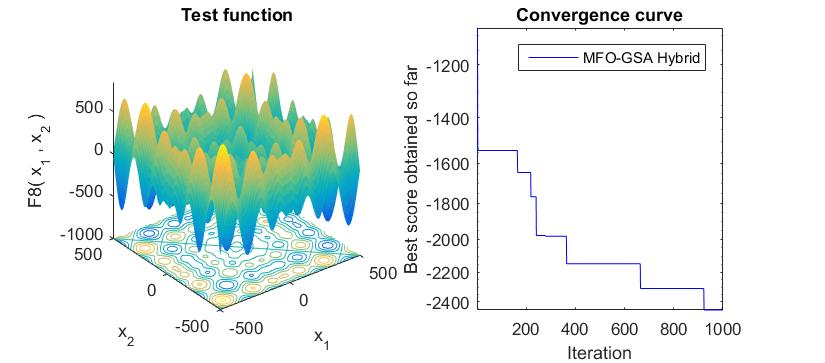 Test function
F8( x1 , x2 )
500
0
-500
-1000
500
0
-500
x2
-500
0
500
x1
Convergence curve
MFO-GSA Hybrid
Best score obtained so far
-1200
-1400
-1600
-1800
-2000
-2200
-2400
200 400 600 800 1000
Iteration